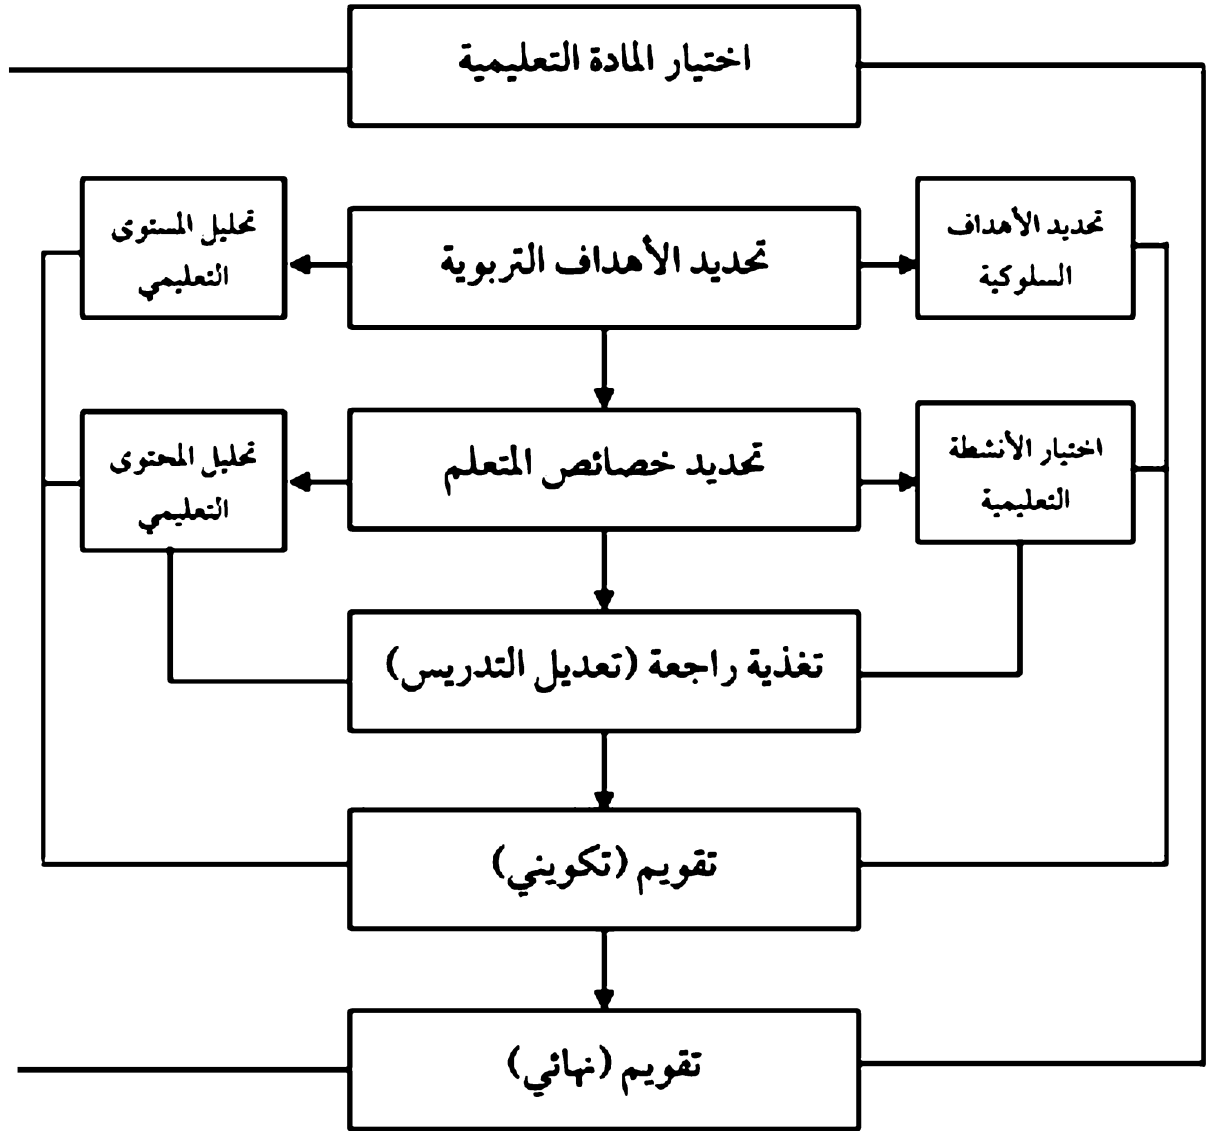 اختيار المادة التعليمية
تحديد الأهداف
السلوكية
تحديد الأهداف التربوية
تحليل المستوى
التعليمي
اختيار الأنشطة
التعليمية
تحديد خصائص المتعلم
تحليل المحتوى
التعليمي
تغذية راجعة (تعديل التدريس)
تقويم (تكويني)
تقويم (نهائي)